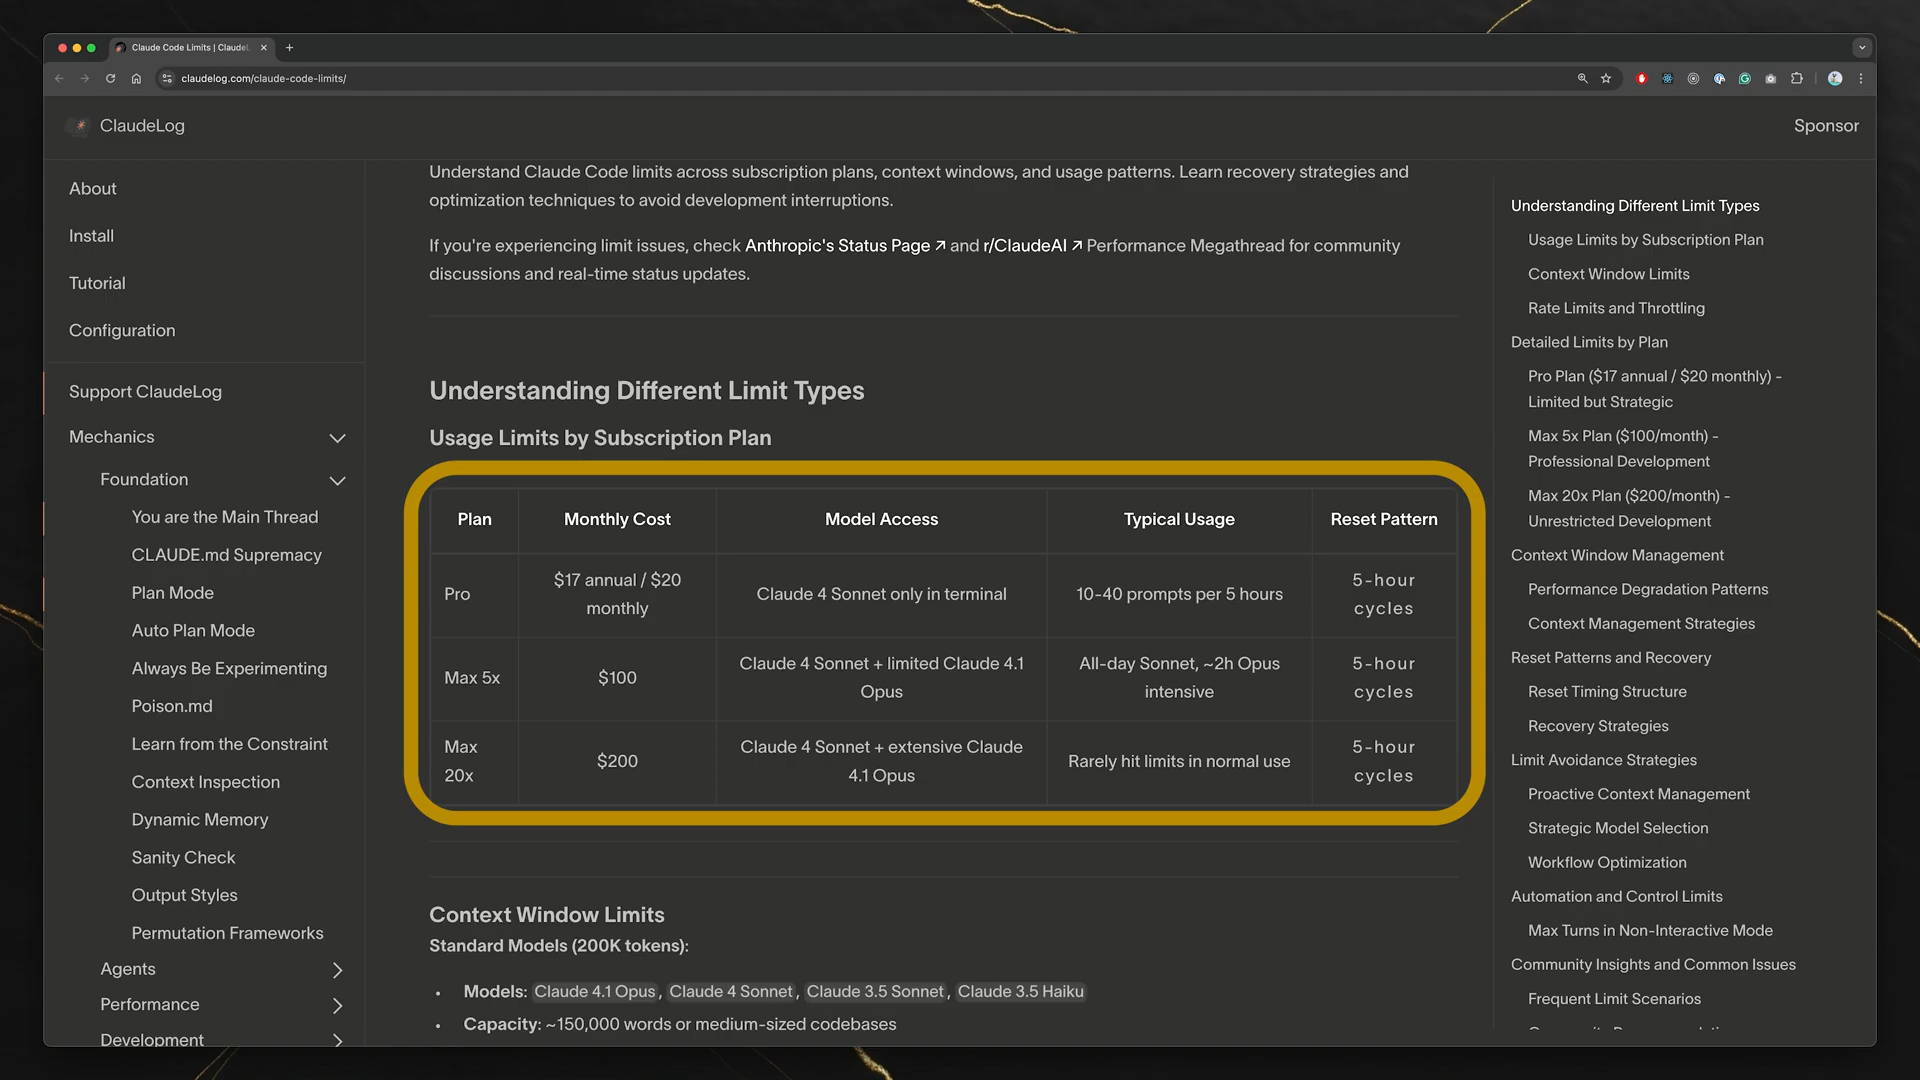 Claude Code Limits | Claude
claudelog.com/claude-code-limits/
ClaudeLog
Sponsor
About
Install
Tutorial
Configuration
Support ClaudeLog
Mechanics
Foundation
You are the Main Thread
CLAUDE.md Supremacy
Plan Mode
Auto Plan Mode
Always Be Experimenting
Poison.md
Learn from the Constraint
Context Inspection
Dynamic Memory
Sanity Check
Output Styles
Permutation Frameworks
Agents
Performance
Development
Understand Claude Code limits across subscription plans, context windows, and usage patterns. Learn recovery strategies and
optimization techniques to avoid development interruptions.
If you're experiencing limit issues, check Anthropic's Status Page ↗ and r/ClaudeAI ↗ Performance Megathread for community
discussions and real-time status updates.
Understanding Different Limit Types
Usage Limits by Subscription Plan
Plan Monthly Cost Model Access Typical Usage Reset Pattern
Pro
$17 annual / $20
monthly
Claude 4 Sonnet only in terminal
10-40 prompts per 5 hours
5-hour
cycles
Max 5x
$100
Claude 4 Sonnet + limited Claude 4.1
Opus
All-day Sonnet, ~2h Opus
intensive
5-hour
cycles
Max
20x
$200
Claude 4 Sonnet + extensive Claude
4.1 Opus
Rarely hit limits in normal use
5-hour
cycles
Context Window Limits
Standard Models (200K tokens):
• Models: Claude 4.1 Opus, Claude 4 Sonnet, Claude 3.5 Sonnet, Claude 3.5 Haiku
• Capacity: ~150,000 words or medium-sized codebases
Understanding Different Limit Types
Usage Limits by Subscription Plan
Context Window Limits
Rate Limits and Throttling
Detailed Limits by Plan
Pro Plan ($17 annual / $20 monthly) -
Limited but Strategic
Max 5x Plan ($100/month) -
Professional Development
Max 20x Plan ($200/month) -
Unrestricted Development
Context Window Management
Performance Degradation Patterns
Context Management Strategies
Reset Patterns and Recovery
Reset Timing Structure
Recovery Strategies
Limit Avoidance Strategies
Proactive Context Management
Strategic Model Selection
Workflow Optimization
Automation and Control Limits
Max Turns in Non-Interactive Mode
Community Insights and Common Issues
Frequent Limit Scenarios